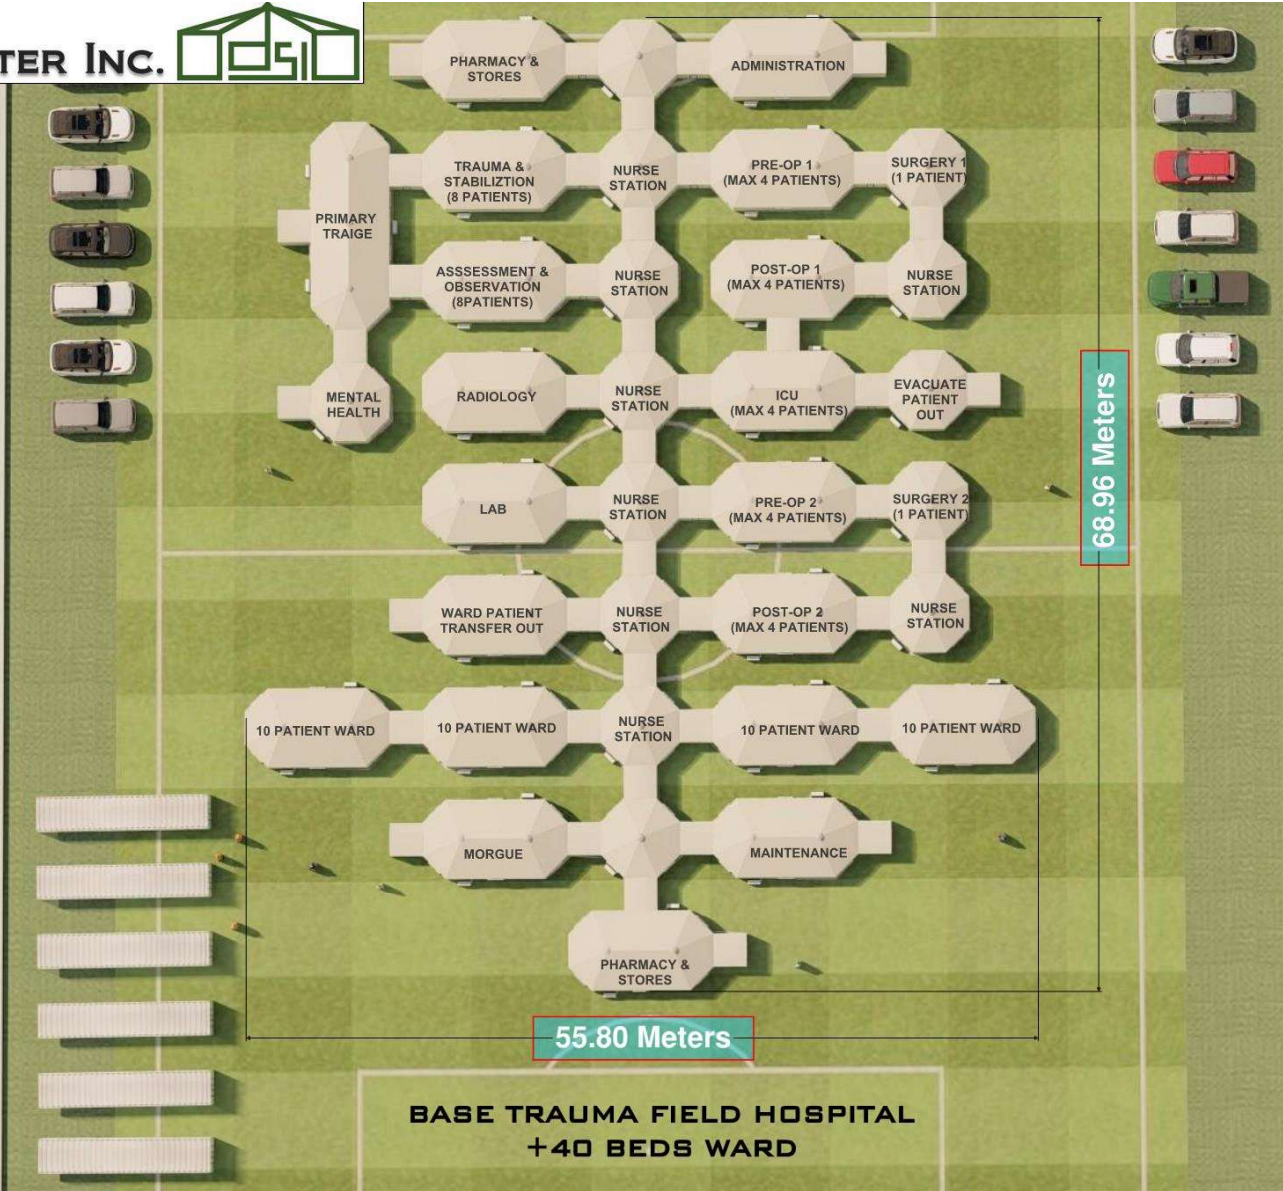 TER INC.
dsi
PHARMACY &
STORES
ADMINISTRATION
TRAUMA &
STABILIZTION
(8 PATIENTS)
NURSE
STATION
PRE-OP 1
(MAX 4 PATIENTS)
SURGERY 1
(1 PATIENT)
PRIMARY
TRAIGE
ASSSESSMENT &
OBSERVATION
(8PATIENTS)
NURSE
STATION
POST-OP 1
(MAX 4 PATIENTS)
NURSE
STATION
MENTAL
HEALTH
RADIOLOGY
NURSE
STATION
ICU
(MAX 4 PATIENTS)
EVACUATE
PATIENT
OUT
68.96 Meters
LAB
NURSE
STATION
PRE-OP 2
(MAX 4 PATIENTS)
SURGERY 2
(1 PATIENT)
WARD PATIENT
TRANSFER OUT
NURSE
STATION
POST-OP 2
(MAX 4 PATIENTS)
NURSE
STATION
10 PATIENT WARD
10 PATIENT WARD
NURSE
STATION
10 PATIENT WARD
10 PATIENT WARD
MORGUE
MAINTENANCE
PHARMACY &
STORES
55.80 Meters
BASE TRAUMA FIELD HOSPITAL
+40 BEDS WARD